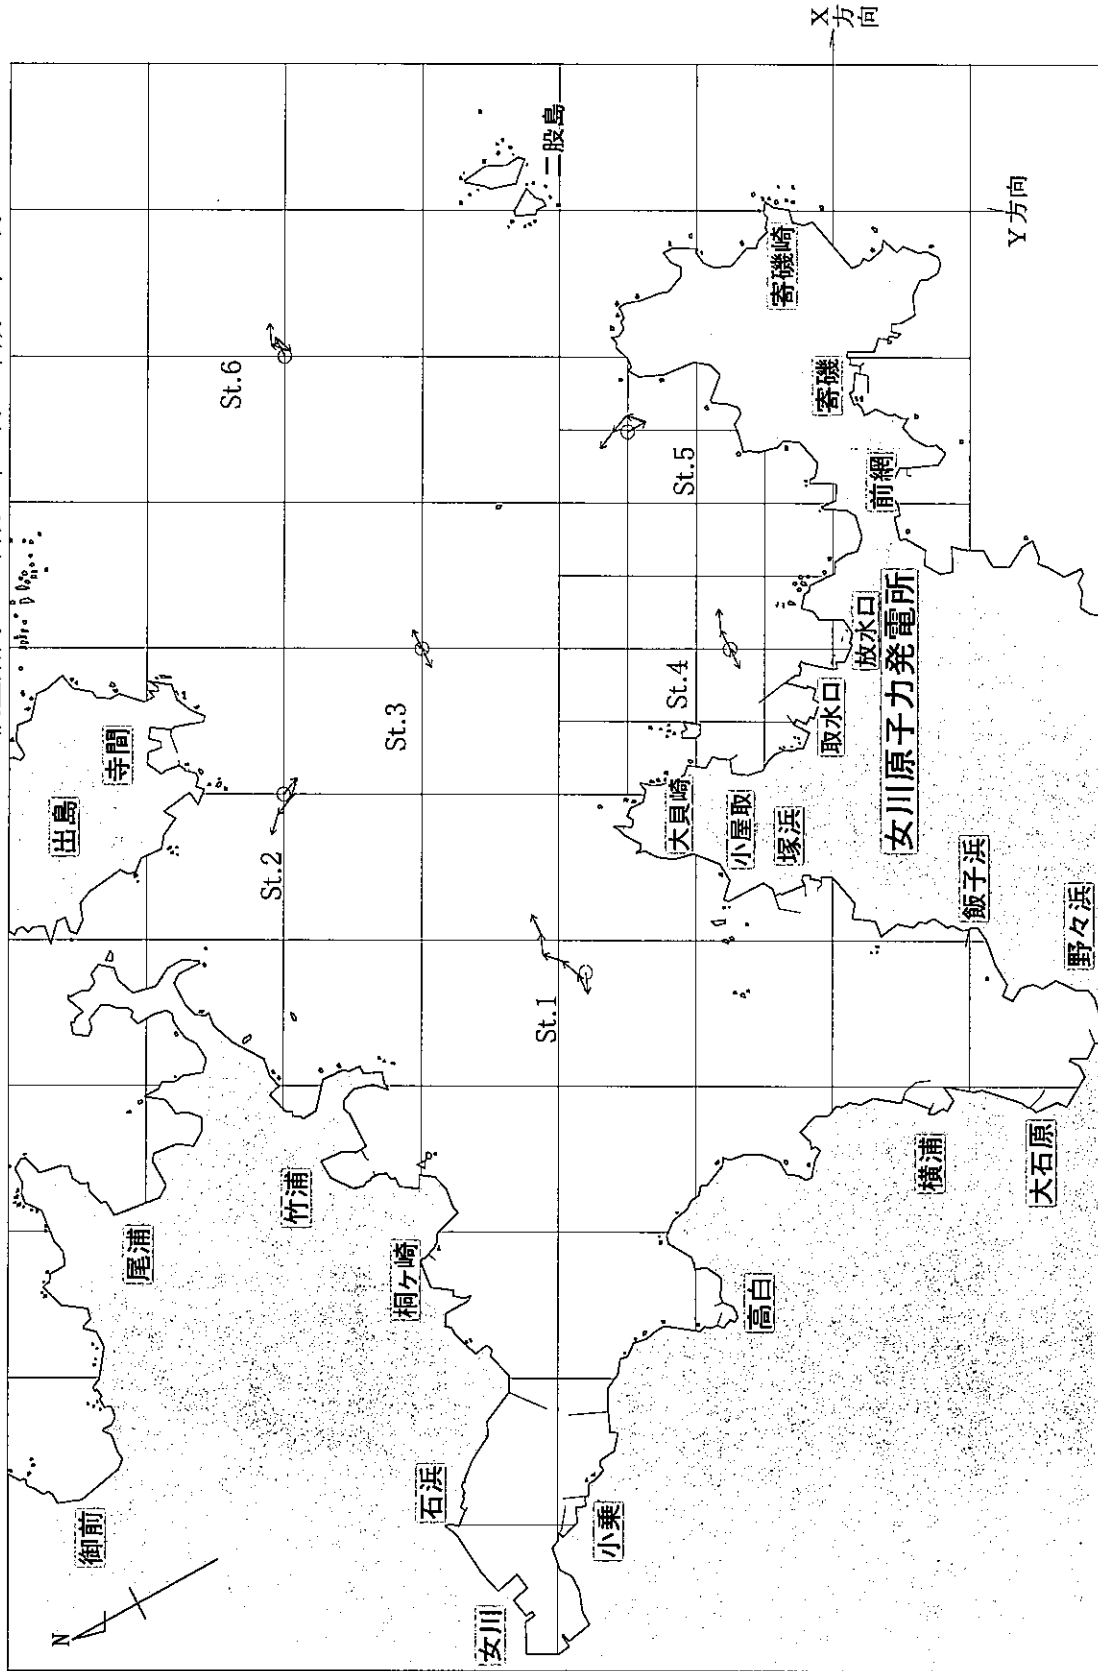 X
方向
Y方向
二股島
寄磯崎
寄磯
前網
St.6
St.5
St.4
St.3
St.2
St.1
出島
寺間
大貝崎
小屋取
塚浜
取水口
放水口
女川原子力発電所
飯子浜
野々浜
大石原
横浦
高白
小乗
女川
石浜
桐ヶ崎
竹浦
尾浦
御前
N